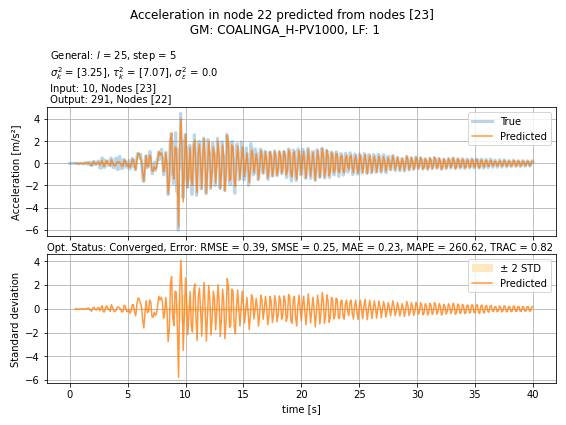 Acceleration in node 22 predicted from nodes [23]
GM: COALINGA_H-PV1000, LF: 1
General: l = 25, step = 5
σ²ₖ = [3.25], τ²ₖ = [7.07], σ²ₑ = 0.0
Input: 10, Nodes [23]
Output: 291, Nodes [22]
Acceleration [m/s²]
4
2
0
−2
−4
−6
True
Predicted
Opt. Status: Converged, Error: RMSE = 0.39, SMSE = 0.25, MAE = 0.23, MAPE = 260.62, TRAC = 0.82
Standard deviation
4
2
0
−2
−4
−6
± 2 STD
Predicted
0 5 10 15 20 25 30 35 40
time [s]